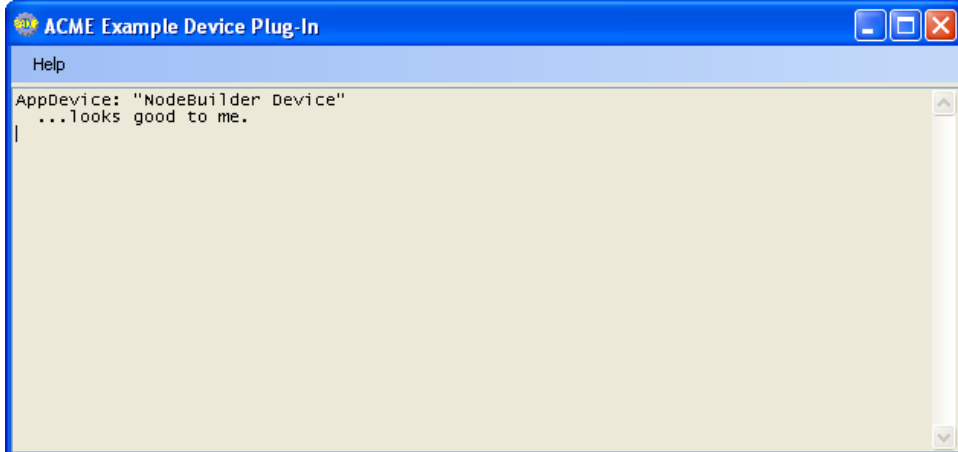 ACME Example Device Plug-In
Help
AppDevice: "NodeBuilder Device"
  ...looks good to me.